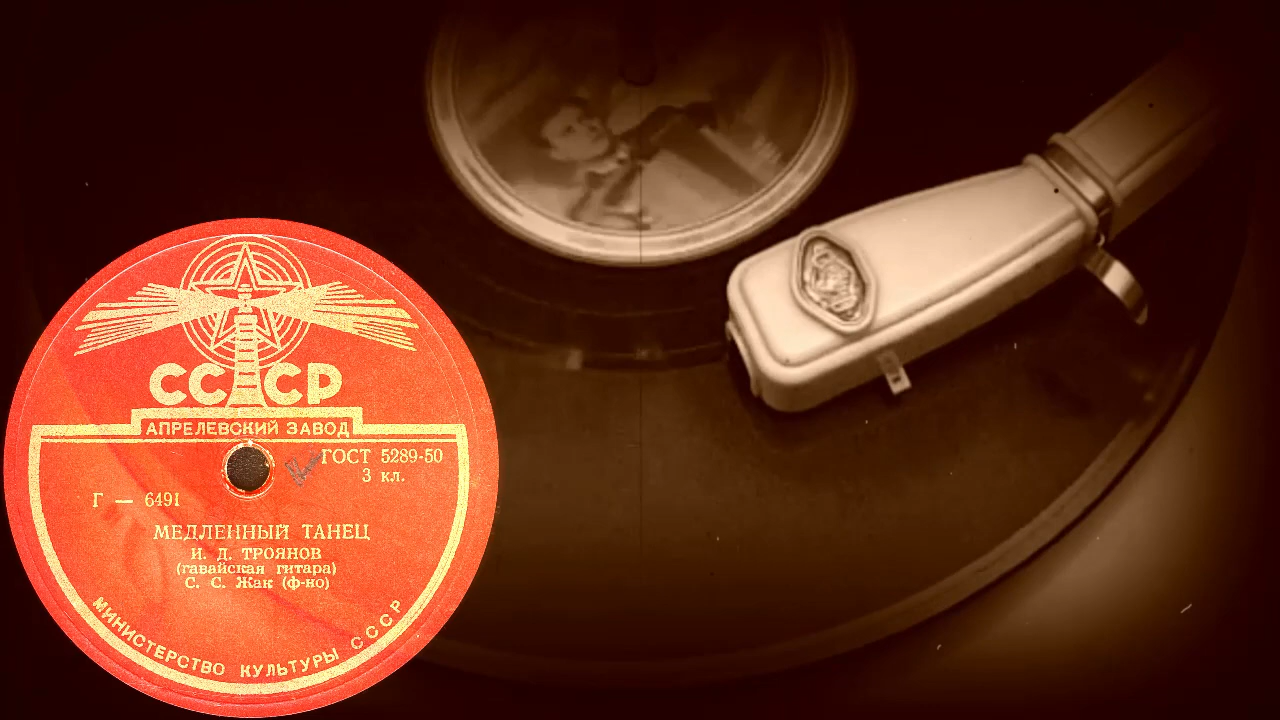 СССР
АПРЕЛЕВСКИЙ ЗАВОД
ГОСТ 5289-50
3 кл.
Г — 6491
МЕДЛЕННЫЙ ТАНЕЦ
И. Д. ТРОЯНОВ
(гавайская гитара)
С. С. Жак (ф-но)
МИНИСТЕРСТВО КУЛЬТУРЫ СССР